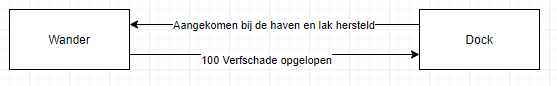 Aangekomen bij de haven en lak hersteld
Wander
Dock
100 Verfschade opgelopen